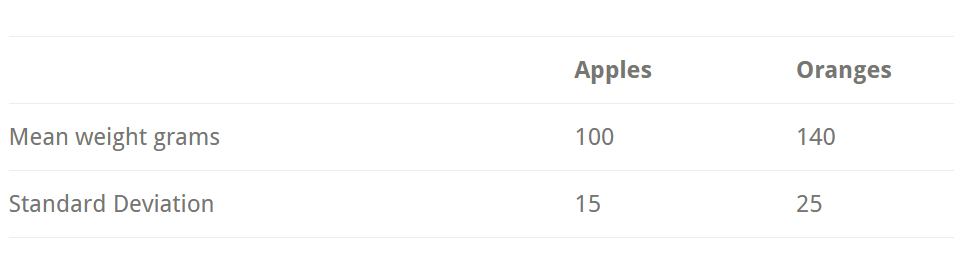 Apples Oranges
Mean weight grams 100 140
Standard Deviation 15 25